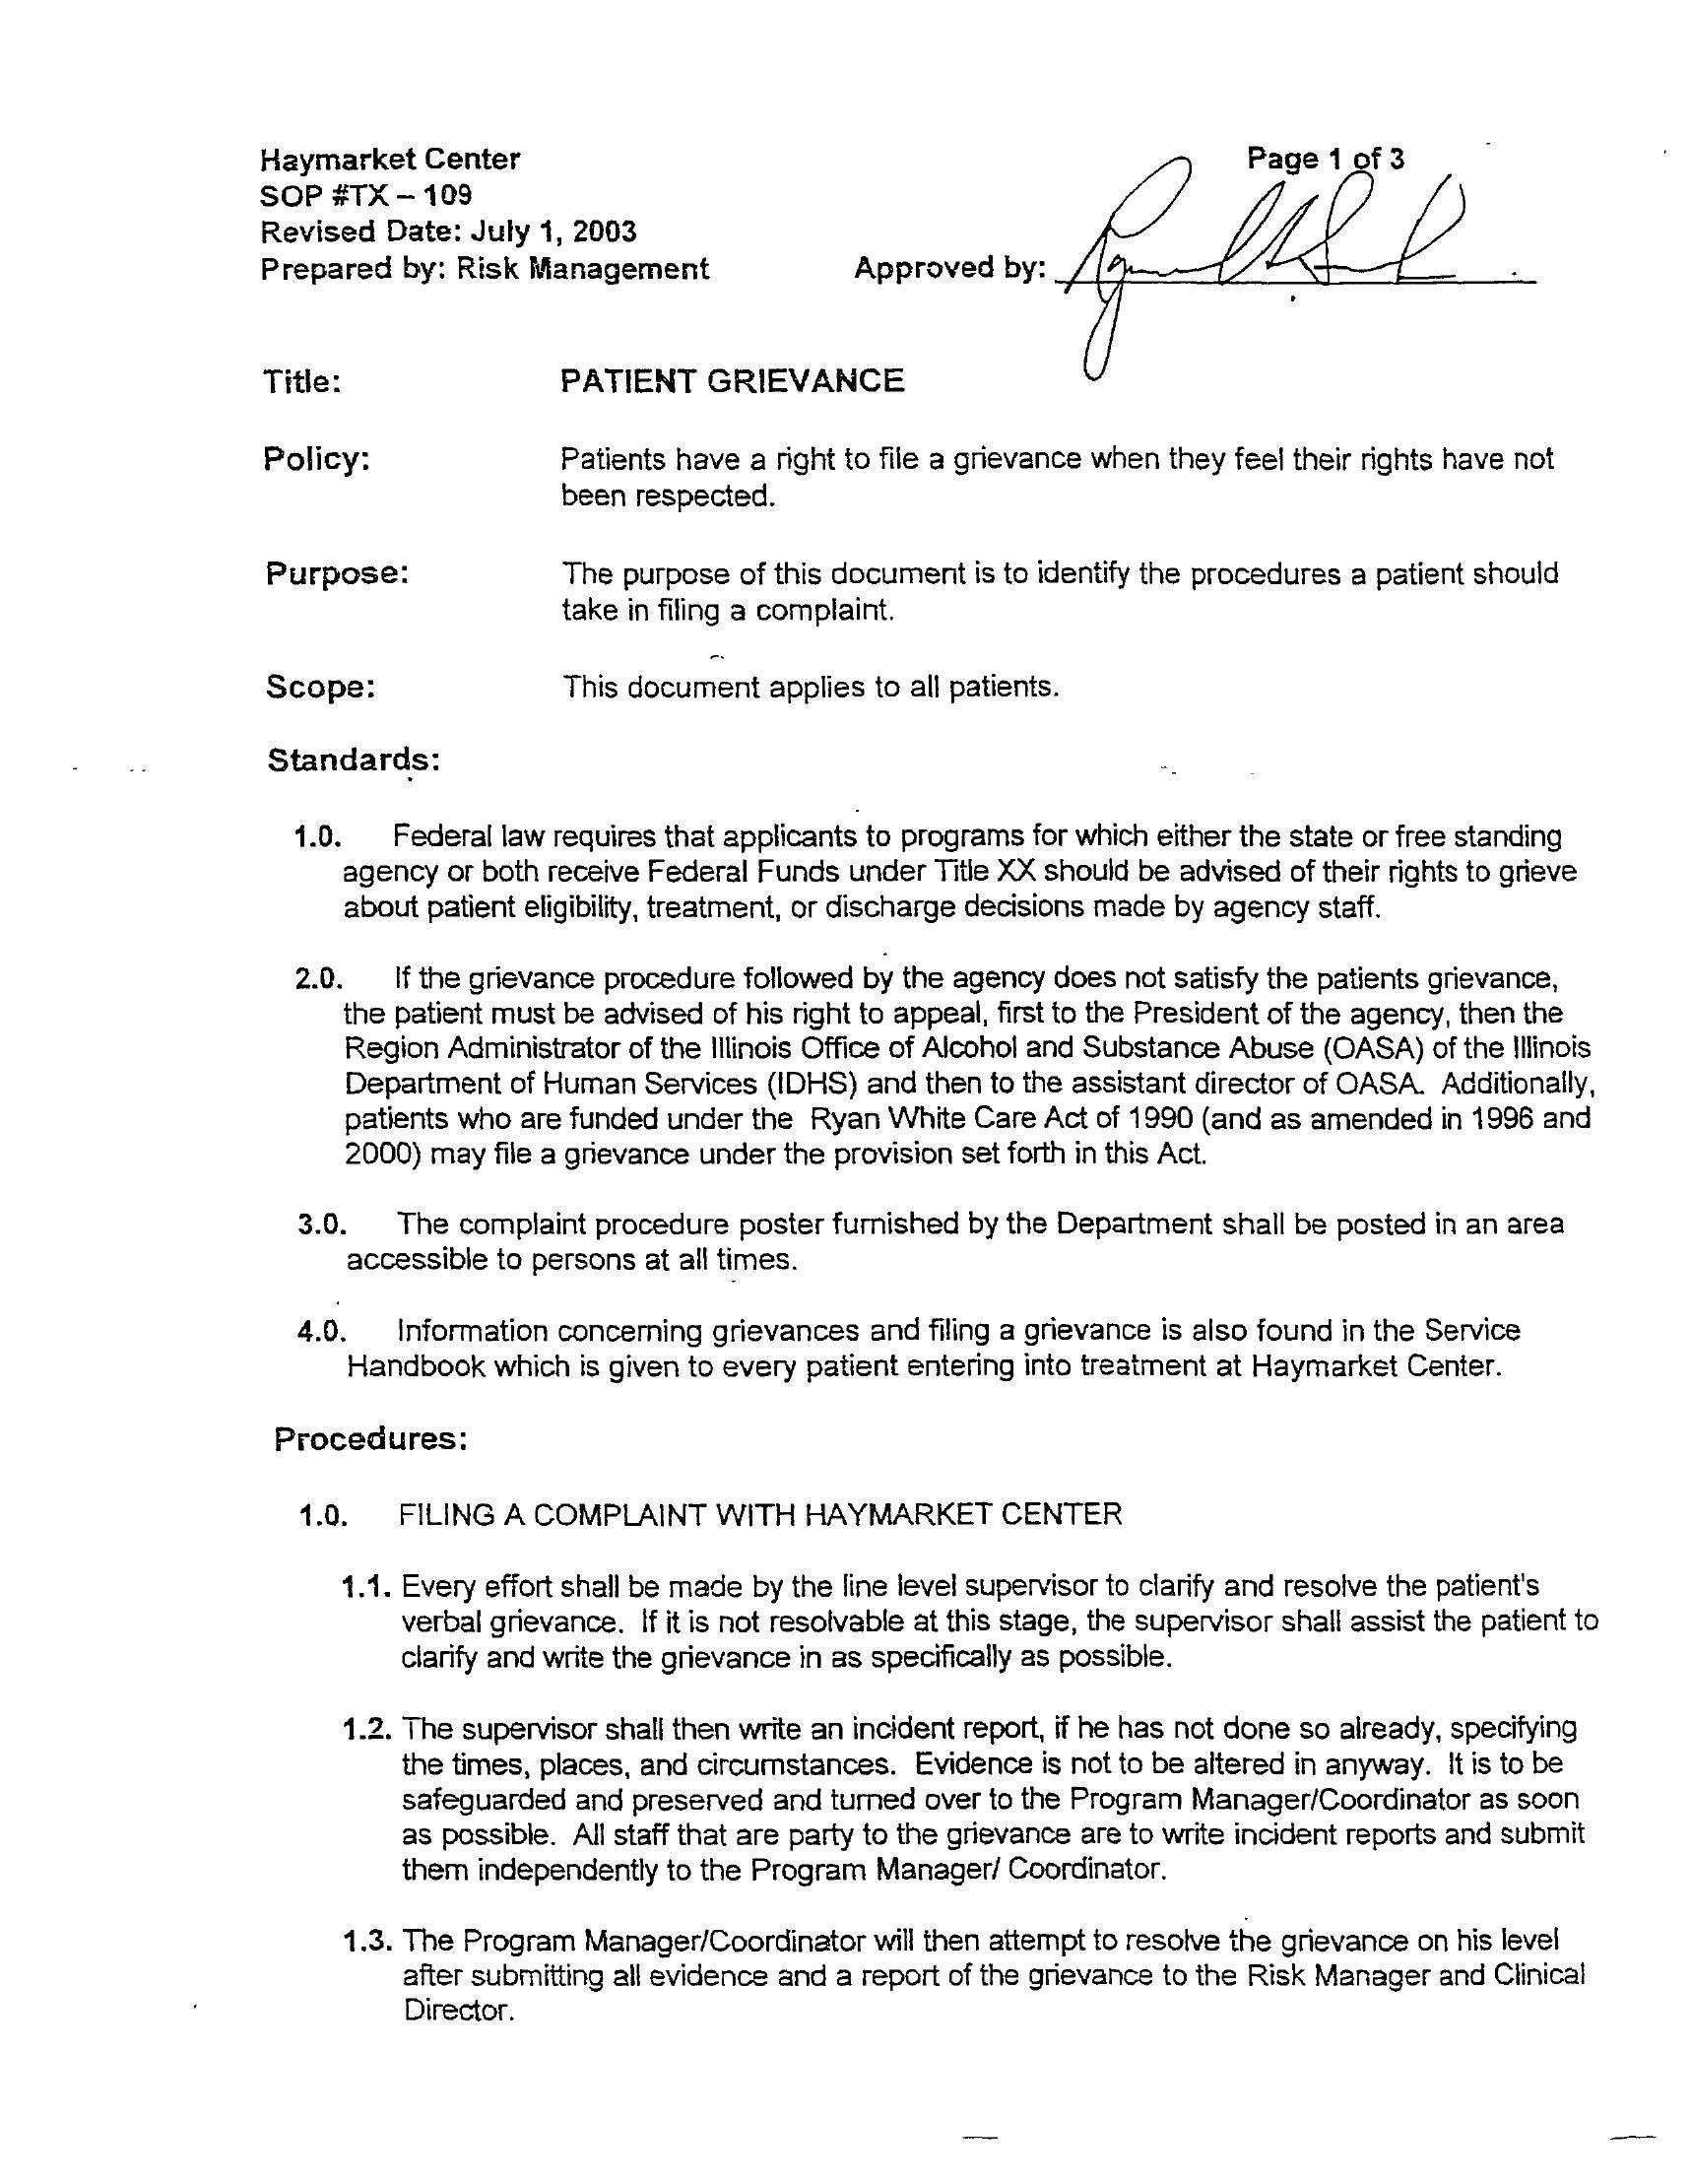 Haymarket Center
Page 1 of 3
SOP #TX – 109
Revised Date: July 1, 2003
Prepared by: Risk Management
Approved by:
Title: PATIENT GRIEVANCE
Policy: Patients have a right to file a grievance when they feel their rights have not
been respected.
Purpose: The purpose of this document is to identify the procedures a patient should
take in filing a complaint.
Scope: This document applies to all patients.
Standards:
1.0. Federal law requires that applicants to programs for which either the state or free standing
agency or both receive Federal Funds under Title XX should be advised of their rights to grieve
about patient eligibility, treatment, or discharge decisions made by agency staff.
2.0. If the grievance procedure followed by the agency does not satisfy the patients grievance,
the patient must be advised of his right to appeal, first to the President of the agency, then the
Region Administrator of the Illinois Office of Alcohol and Substance Abuse (OASA) of the Illinois
Department of Human Services (IDHS) and then to the assistant director of OASA. Additionally,
patients who are funded under the Ryan White Care Act of 1990 (and as amended in 1996 and
2000) may file a grievance under the provision set forth in this Act.
3.0. The complaint procedure poster furnished by the Department shall be posted in an area
accessible to persons at all times.
4.0. Information concerning grievances and filing a grievance is also found in the Service
Handbook which is given to every patient entering into treatment at Haymarket Center.
Procedures:
1.0. FILING A COMPLAINT WITH HAYMARKET CENTER
1.1. Every effort shall be made by the line level supervisor to clarify and resolve the patient's
verbal grievance. If it is not resolvable at this stage, the supervisor shall assist the patient to
clarify and write the grievance in as specifically as possible.
1.2. The supervisor shall then write an incident report, if he has not done so already, specifying
the times, places, and circumstances. Evidence is not to be altered in anyway. It is to be
safeguarded and preserved and turned over to the Program Manager/Coordinator as soon
as possible. All staff that are party to the grievance are to write incident reports and submit
them independently to the Program Manager/ Coordinator.
1.3. The Program Manager/Coordinator will then attempt to resolve the grievance on his level
after submitting all evidence and a report of the grievance to the Risk Manager and Clinical
Director.